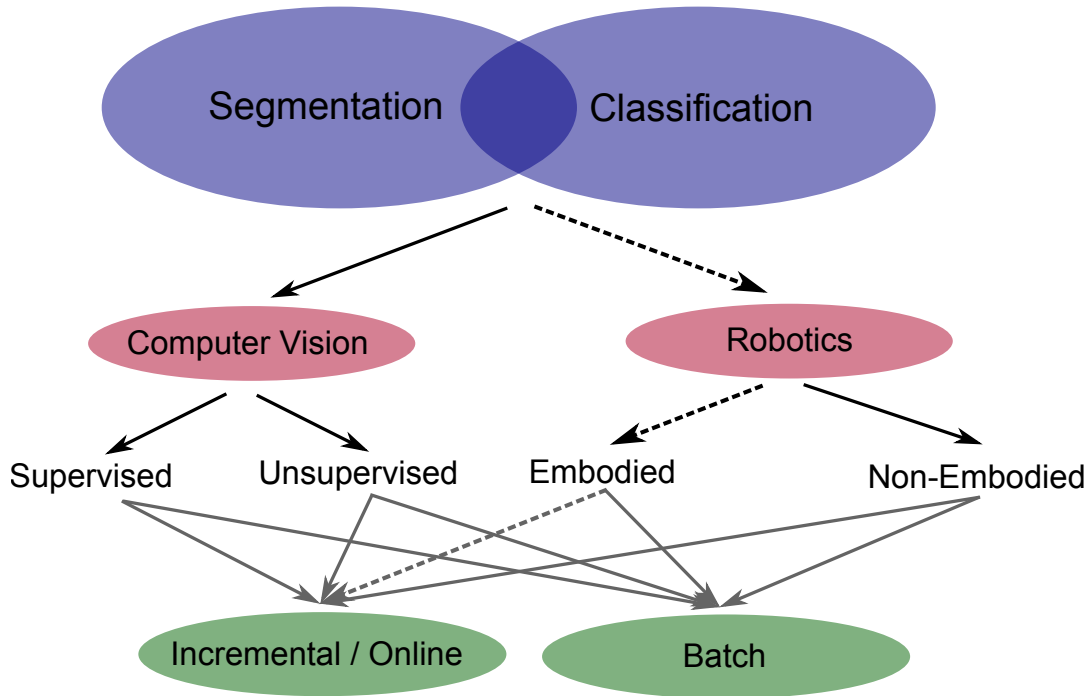 Segmentation
Classification
Computer Vision
Robotics
Supervised
Unsupervised
Embodied
Non-Embodied
Incremental / Online
Batch